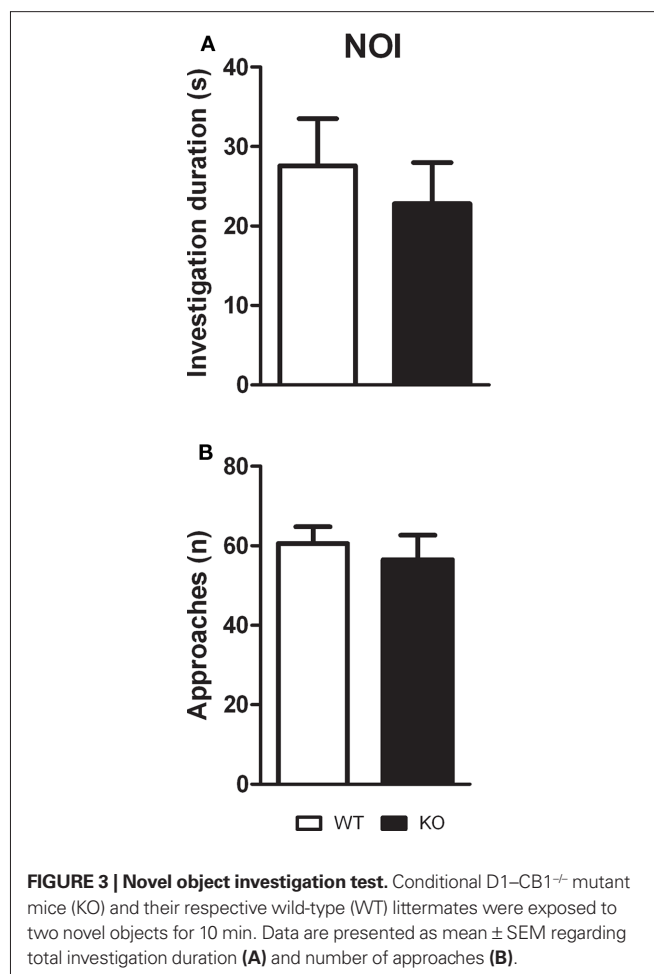 A
NOI
Investigation duration (s)
40
30
20
10
0
B
Approaches (n)
80
60
40
20
0
WT KO
FIGURE 3 | Novel object investigation test. Conditional D1–CB1⁻/⁻ mutant
mice (KO) and their respective wild-type (WT) littermates were exposed to
two novel objects for 10 min. Data are presented as mean ± SEM regarding
total investigation duration (A) and number of approaches (B).